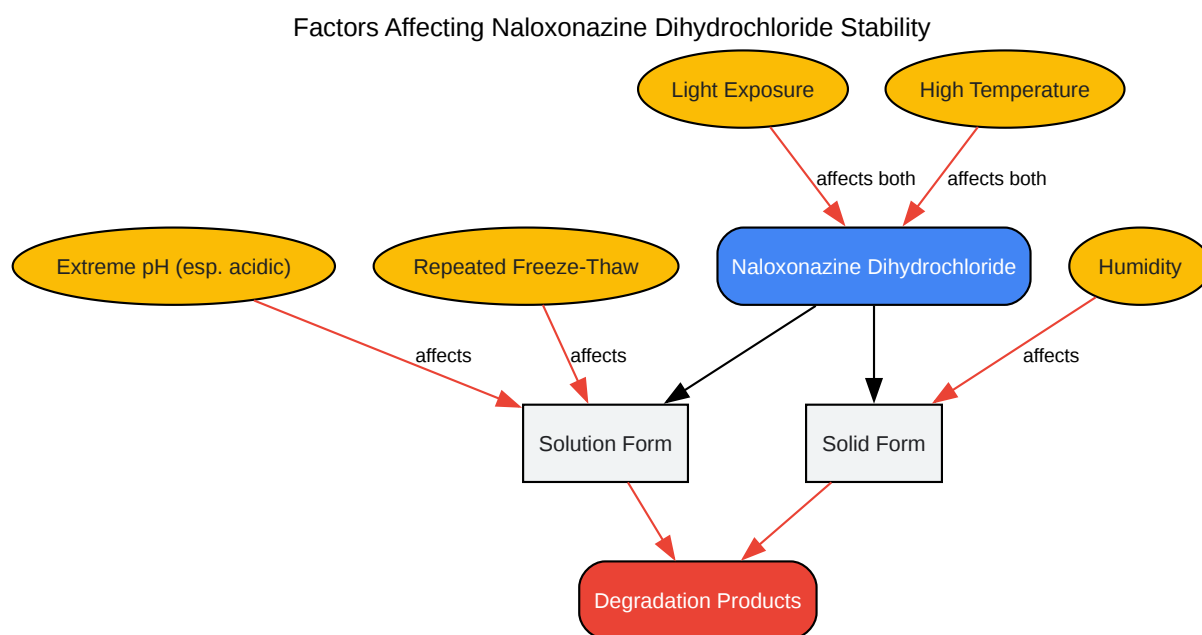 Factors Affecting Naloxonazine Dihydrochloride Stability
Light Exposure
High Temperature
affects both
affects both
Extreme pH (esp. acidic)
Repeated Freeze-Thaw
Naloxonazine Dihydrochloride
Humidity
affects
affects
affects
Solution Form
Solid Form
Degradation Products